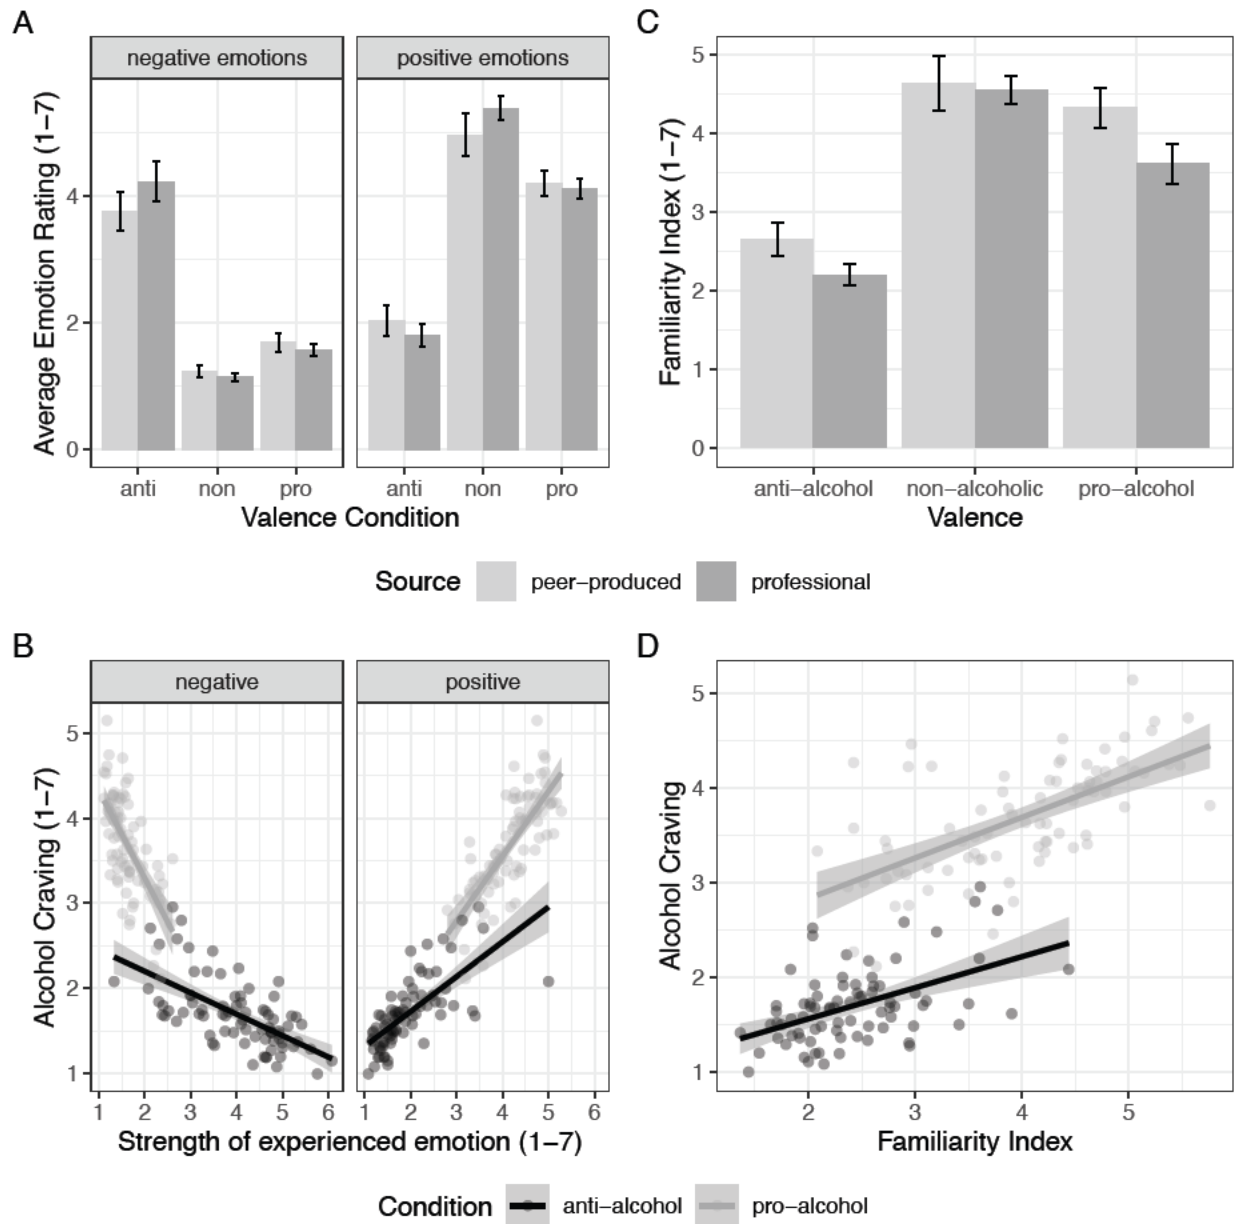 A
negative emotions
positive emotions
Average Emotion Rating (1–7)
4
2
0
anti non pro
anti non pro
Valence Condition
C
Familiarity Index (1–7)
5
4
3
2
1
0
anti–alcohol non–alcoholic pro–alcohol
Valence
Source peer–produced professional
B
negative
positive
Alcohol Craving (1–7)
5
4
3
2
1
1 2 3 4 5 6
1 2 3 4 5 6
Strength of experienced emotion (1–7)
D
Alcohol Craving
5
4
3
2
1
2 3 4 5
Familiarity Index
Condition anti–alcohol pro–alcohol